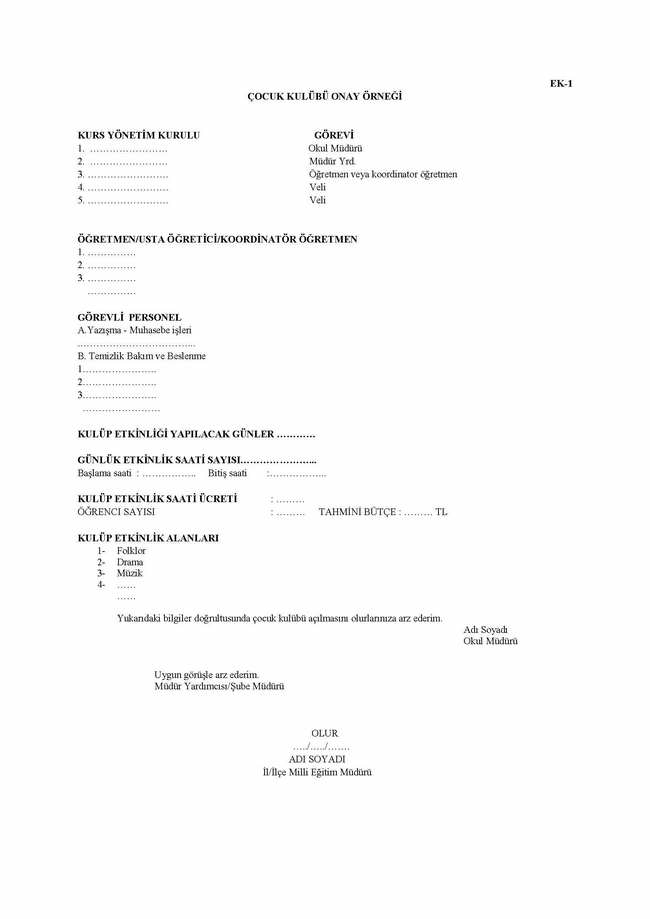 EK-1
ÇOCUK KULÜBÜ ONAY ÖRNEĞİ
KURS YÖNETİM KURULU GÖREVİ
1. …………………… Okul Müdürü
2. …………………… Müdür Yrd.
3. ……………………. Öğretmen veya koordinator öğretmen
4. ……………………. Veli
5. ……………………. Veli
ÖĞRETMEN/USTA ÖĞRETİCİ/KOORDİNATÖR ÖĞRETMEN
1. ……………
2. ……………
3. ……………
……………
GÖREVLİ PERSONEL
A.Yazışma - Muhasebe işleri
……………………………...
B. Temizlik Bakım ve Beslenme
1…………………..
2…………………..
3…………………..
……………………
KULÜP ETKİNLİĞİ YAPILACAK GÜNLER …………
GÜNLÜK ETKİNLİK SAATİ SAYISI…………………...
Başlama saati : …………….. Bitiş saati :……………..
KULÜP ETKİNLİK SAATİ ÜCRETİ : ………
ÖĞRENCI SAYISI : ……… TAHMİNİ BÜTÇE : ……… TL
KULÜP ETKİNLİK ALANLARI
1- Folklor
2- Drama
3- Müzik
4- ……
……
Yukarıdaki bilgiler doğrultusunda çocuk kulübü açılmasını olurlarınıza arz ederim.
Adı Soyadı
Okul Müdürü
Uygun görüşle arz ederim.
Müdür Yardımcısı/Şube Müdürü
OLUR
…../…../…….
ADI SOYADI
İl/İlçe Milli Eğitim Müdürü